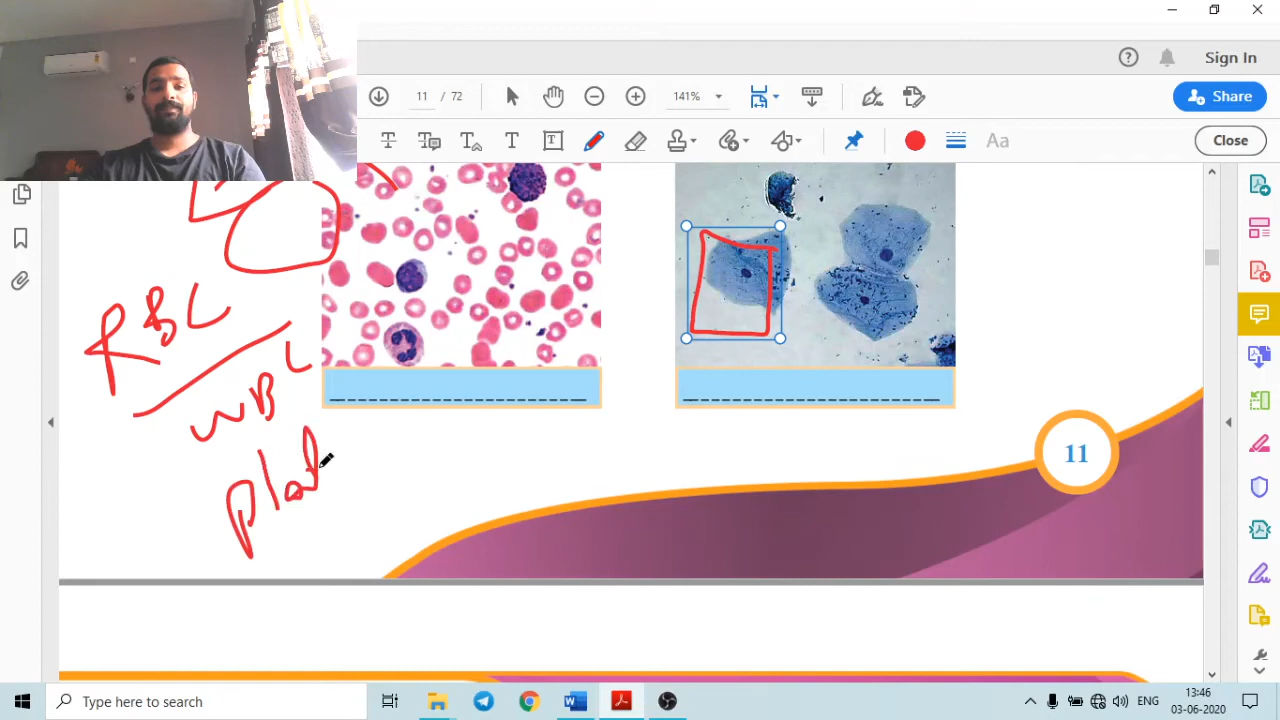 Sign In
11 / 72
141%
Share
T
T
T
T
Aa
Close
RBC
WBC
plat
11
Type here to search
ENG
13:46
03-06-2020